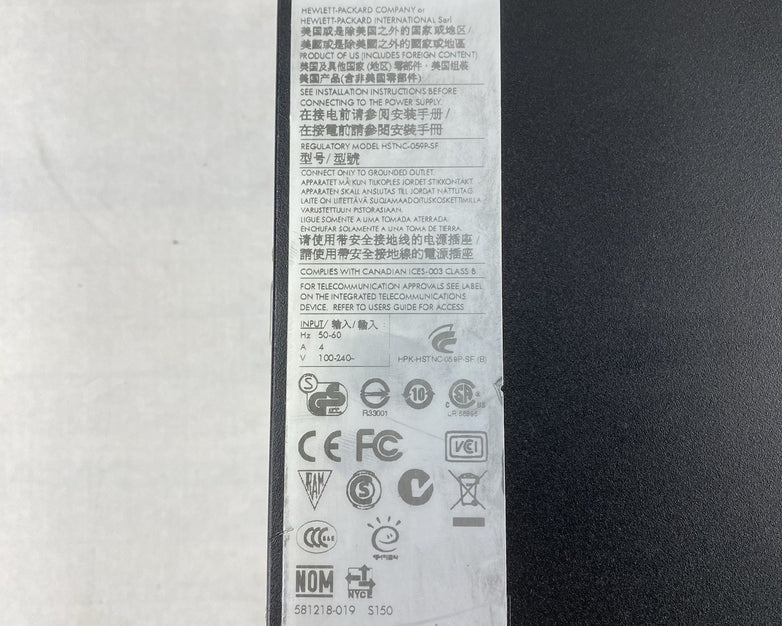 HEWLETT-PACKARD COMPANY or
HEWLETT-PACKARD INTERNATIONAL Sarl
美国或是除美国之外的国家或地区/
美國或是除美國之外的國家或地區
PRODUCT OF US (INCLUDES FOREIGN CONTENT)
美国及其他国家(地区)零部件,美国组装
美国产品(含非美国零部件)
SEE INSTALLATION INSTRUCTIONS BEFORE
CONNECTING TO THE POWER SUPPLY.
在接电前请参阅安装手册/
在接電前請參閱安裝手冊
REGULATORY MODEL HSTNC-059P-SF
型号/型號
CONNECT ONLY TO GROUNDED OUTLET.
APPARATET MÅ KUN TILKOPLES JORDET STIKKONTAKT.
APPARATEN SKALL ANSLUTAS TILL JORDAT NATTUTAG.
LAITE ON LIITETTÄVÄ SUOJAMAADOITUSKOSKETTIMILLA
VARUSTETTUUN PISTORASIAAN.
LIGUE SOMENTE A UMA TOMADA ATERRADA.
ENCHUFAR SOLAMENTE A UNA TOMA DE TIERRA.
请使用带安全接地线的电源插座/
請使用帶安全接地線的電源插座
COMPLIES WITH CANADIAN ICES-003 CLASS B
FOR TELECOMMUNICATION APPROVALS SEE LABEL
ON THE INTEGRATED TELECOMMUNICATIONS
DEVICE. REFER TO USERS GUIDE FOR ACCESS
INPUT/ 输入/輸入:
Hz 50-60
A 4
V 100-240~
HPK-HSTNC-059P-SF (B)
S
R33001
10
SA
C US
LR
CE FC
VCI
RAM
S
CCC S&E
e
NOM
NYCE
581218-019 S150